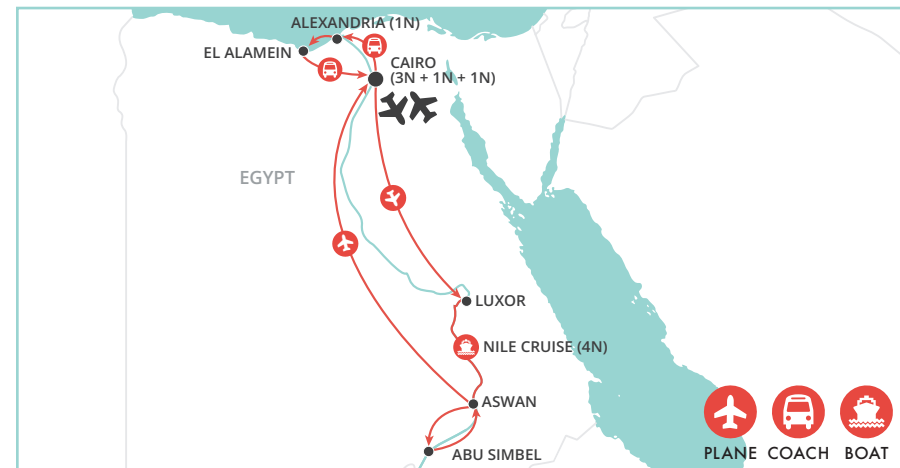 ALEXANDRIA (1N)
EL ALAMEIN
CAIRO
(3N + 1N + 1N)
EGYPT
LUXOR
NILE CRUISE (4N)
ASWAN
ABU SIMBEL
PLANE COACH BOAT